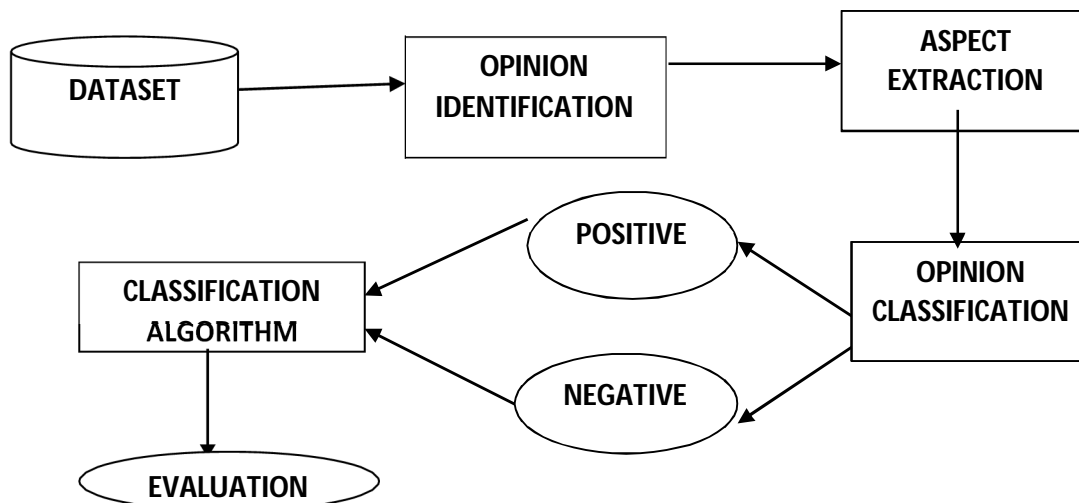 DATASET
OPINION
IDENTIFICATION
ASPECT
EXTRACTION
OPINION
CLASSIFICATION
POSITIVE
NEGATIVE
CLASSIFICATION
ALGORITHM
EVALUATION